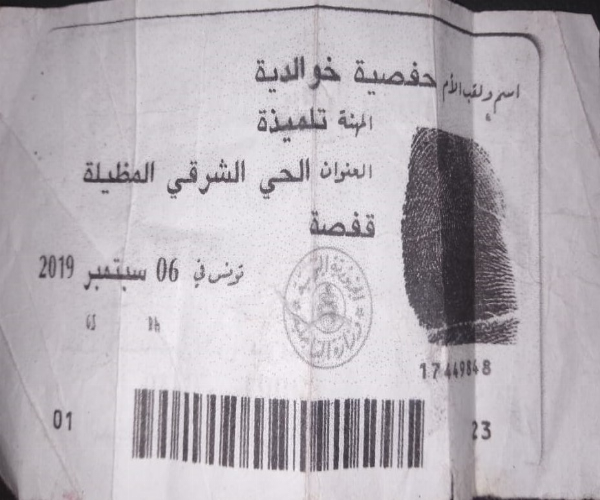 اسم ولقب الأم حفصية خوالدية
المهنة تلميذة
العنوان الحي الشرقي المظيلة
قفصة
تونس في 06 سبتمبر 2019
17449848
01
23